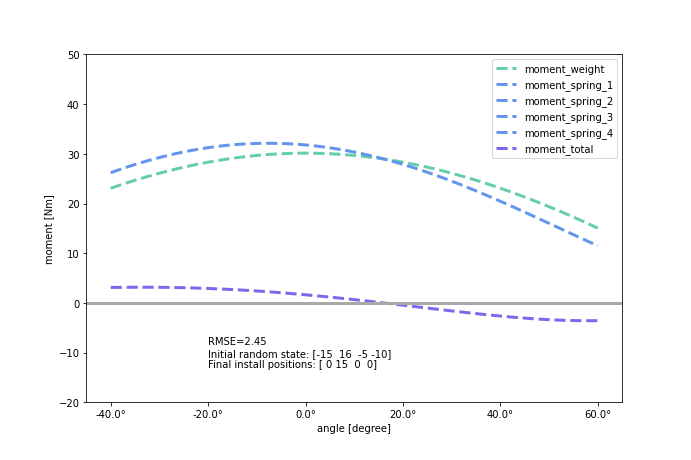 50
40
30
20
10
0
−10
−20
moment [Nm]
moment_weight
moment_spring_1
moment_spring_2
moment_spring_3
moment_spring_4
moment_total
RMSE=2.45
Initial random state: [-15  16  -5 -10]
Final install positions: [ 0 15  0  0]
-40.0° -20.0° 0.0° 20.0° 40.0° 60.0°
angle [degree]